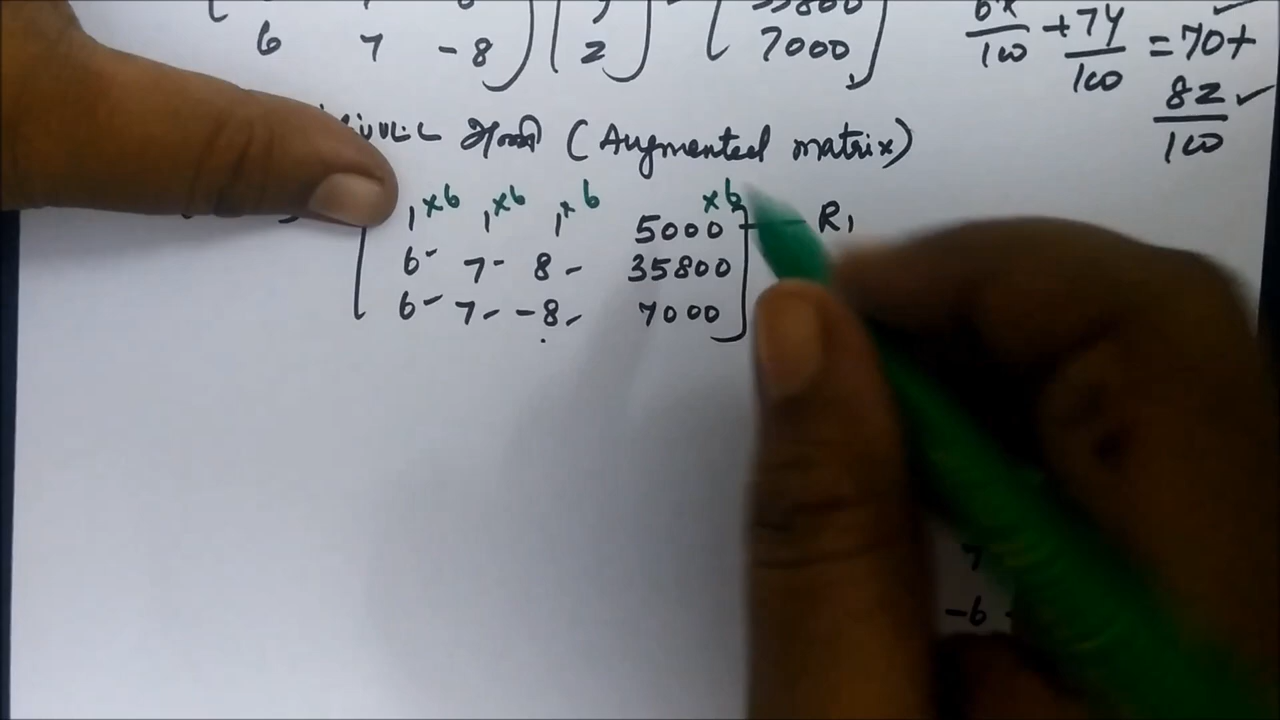 35800
6 7 -8 z 7000
6x/100 + 7y/100 = 70 + 8z/100
(Augmented matrix)
1 ×6 1 ×6 1 × 6 5000 ×6 R1
6 7 8 35800
6 7 -8 7000
-6